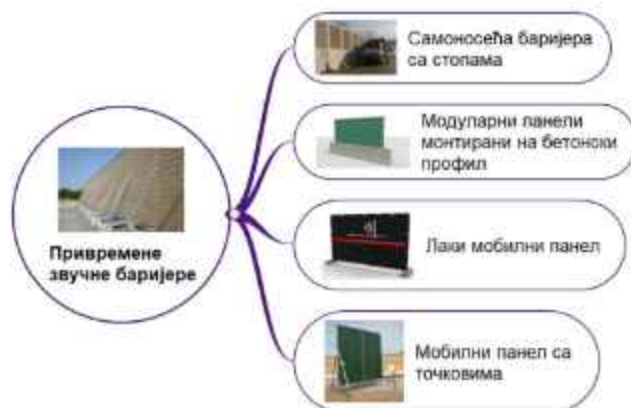 Самоносећа баријера
са стопама
Модуларни панели
монтирани на бетонски
профил
Привремене
звучне баријере
Лаки мобилни панел
Мобилни панел са
точковима